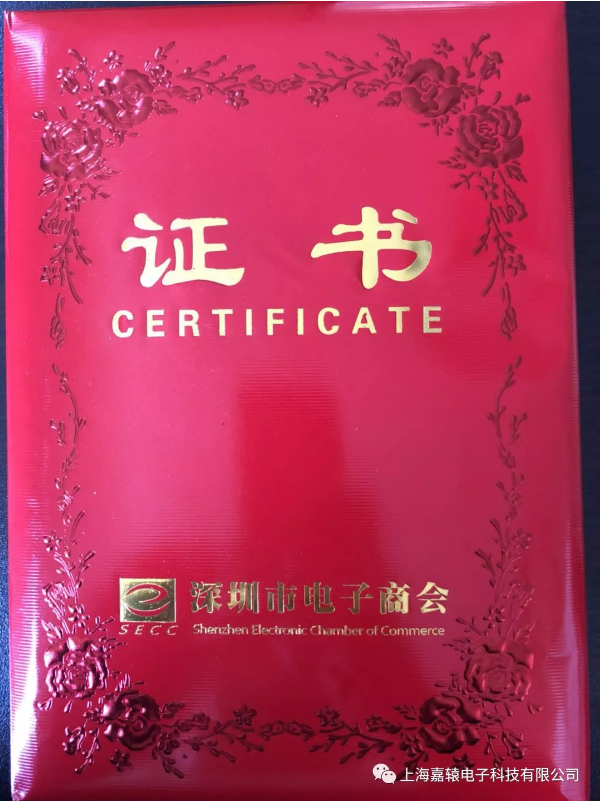 证书
CERTIFICATE
深圳市电子商会
SECC
Shenzhen Electronic Chamber of Commerce
上海嘉辕电子科技有限公司